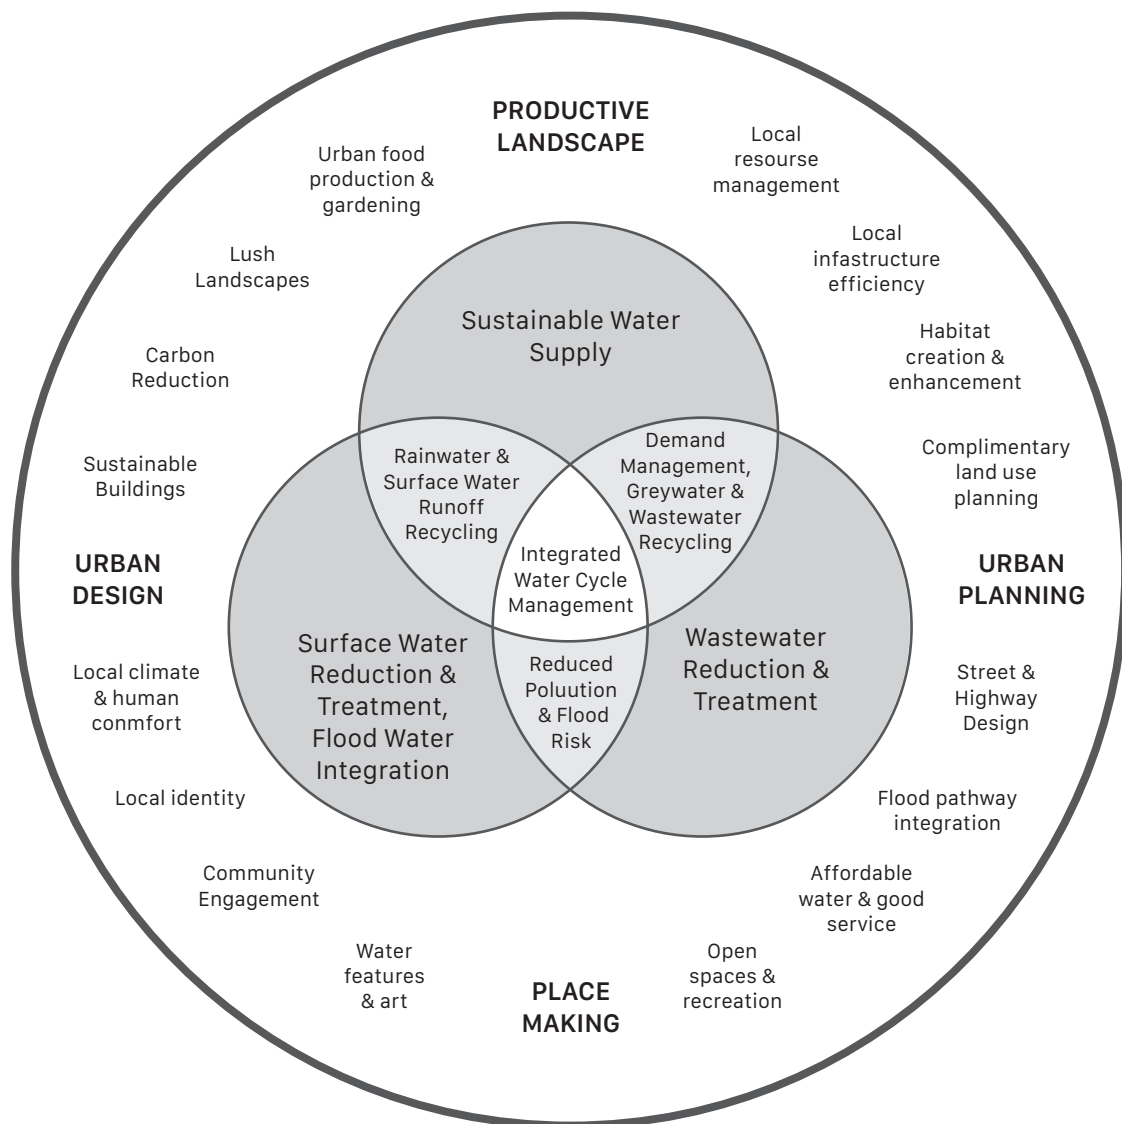 PRODUCTIVE
LANDSCAPE
Urban food
production &
gardening
Local
resourse
management
Lush
Landscapes
Local
infastructure
efficiency
Carbon
Reduction
Habitat
creation &
enhancement
Sustainable
Buildings
Complimentary
land use
planning
Sustainable Water
Supply
Rainwater &
Surface Water
Runoff
Recycling
Demand
Management,
Greywater &
Wastewater
Recycling
Integrated
Water Cycle
Management
URBAN
DESIGN
URBAN
PLANNING
Surface Water
Reduction &
Treatment,
Flood Water
Integration
Reduced
Poluution
& Flood
Risk
Wastewater
Reduction &
Treatment
Local climate
& human
conmfort
Street &
Highway
Design
Local identity
Flood pathway
integration
Community
Engagement
Affordable
water & good
service
Water
features
& art
PLACE
MAKING
Open
spaces &
recreation